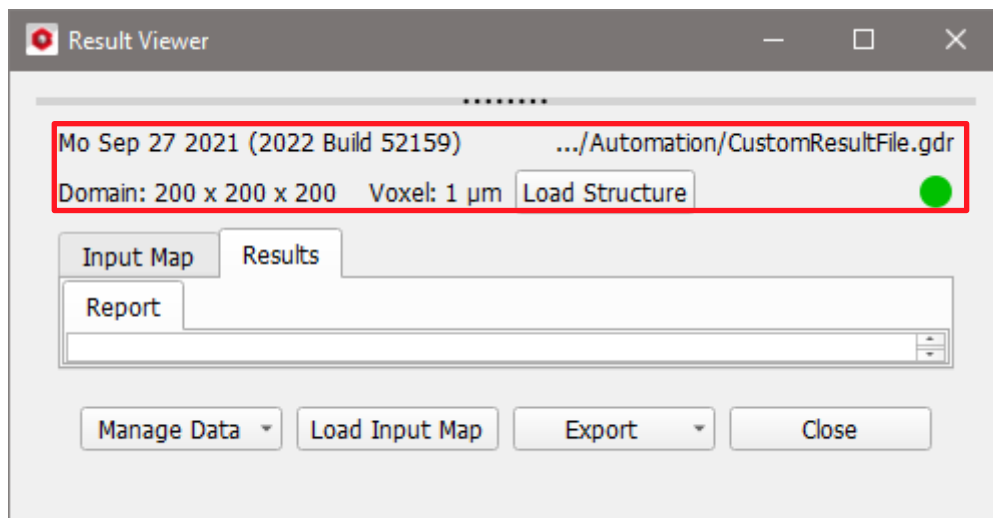 Result Viewer
Mo Sep 27 2021 (2022 Build 52159) .../Automation/CustomResultFile.gdr
Domain: 200 x 200 x 200 Voxel: 1 µm Load Structure
Input Map Results
Report
Manage Data Load Input Map Export Close